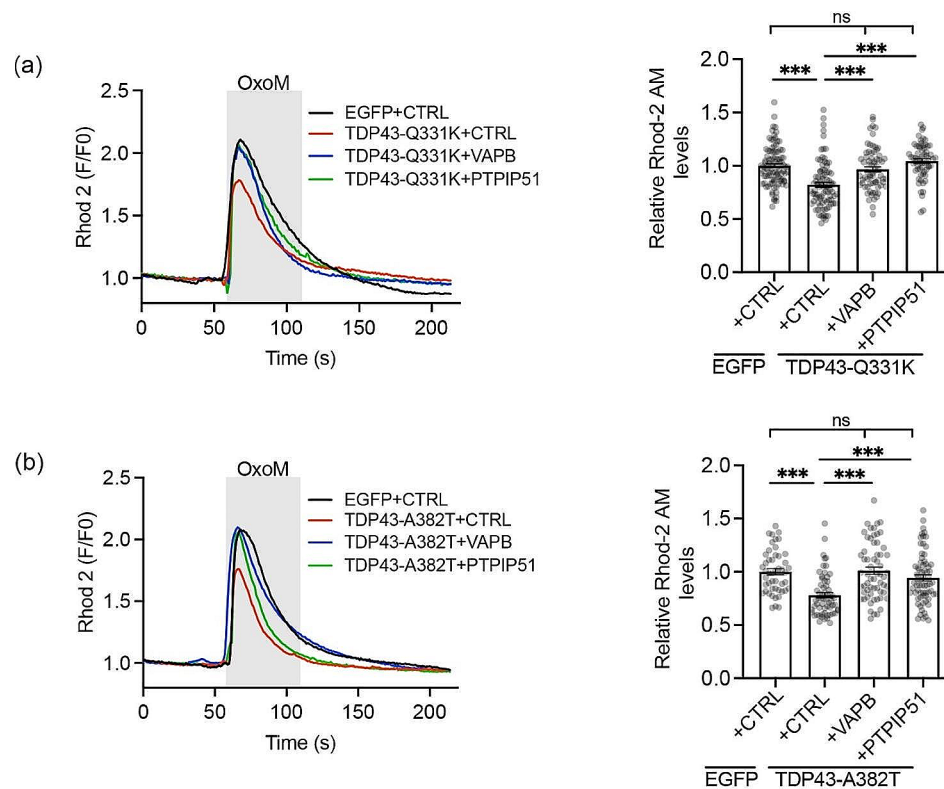 (a)
OxoM
Rhod 2 (F/F0)
2.5
2.0
1.5
1.0
0
50
100
150
200
Time (s)
EGFP+CTRL
TDP43-Q331K+CTRL
TDP43-Q331K+VAPB
TDP43-Q331K+PTPIP51
ns
***
*** ***
Relative Rhod-2 AM
levels
2.0
1.5
1.0
0.5
0.0
+CTRL
+CTRL
+VAPB
+PTPIP51
EGFP TDP43-Q331K
(b)
OxoM
Rhod 2 (F/F0)
2.5
2.0
1.5
1.0
0
50
100
150
200
Time (s)
EGFP+CTRL
TDP43-A382T+CTRL
TDP43-A382T+VAPB
TDP43-A382T+PTPIP51
ns
***
*** ***
Relative Rhod-2 AM
levels
2.0
1.5
1.0
0.5
0.0
+CTRL
+CTRL
+VAPB
+PTPIP51
EGFP TDP43-A382T